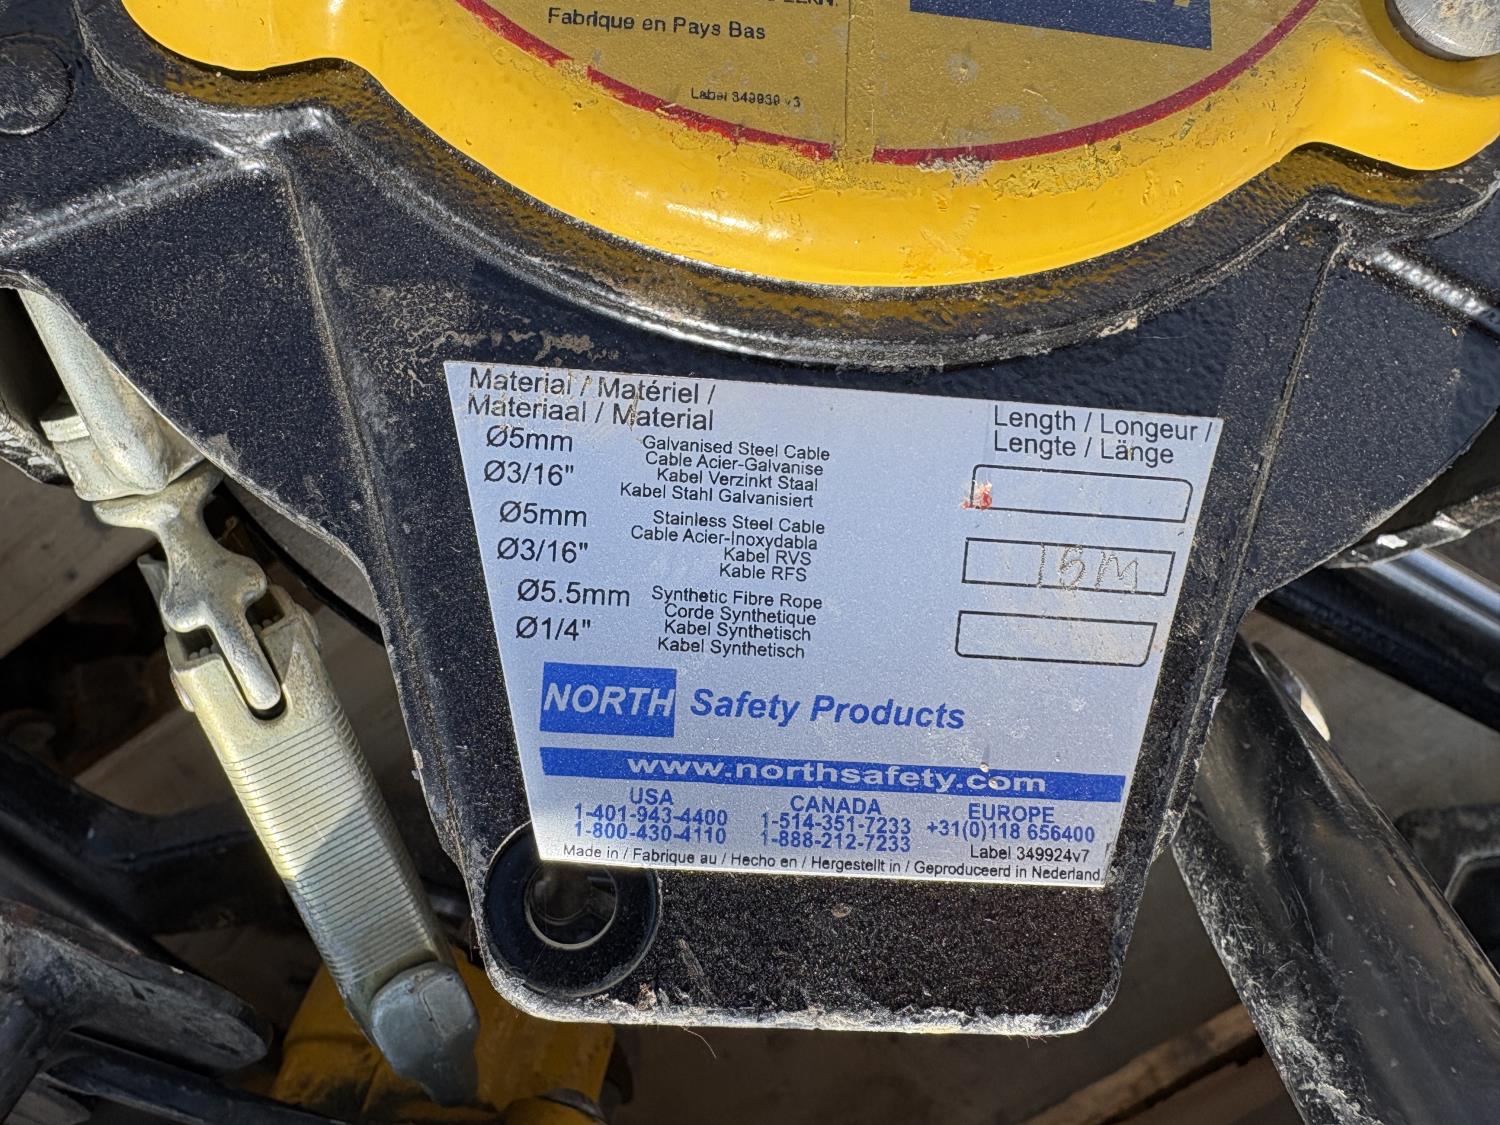 Fabrique en Pays Bas
Label 349939 v3
Material / Matériel /
Materiaal / Material
Length / Longeur /
Lengte / Länge
Ø5mm
Ø3/16"
Galvanised Steel Cable
Cable Acier-Galvanise
Kabel Verzinkt Staal
Kabel Stahl Galvanisiert
Ø5mm
Ø3/16"
Stainless Steel Cable
Cable Acier-Inoxydabla
Kabel RVS
Kable RFS
15M
Ø5.5mm
Ø1/4"
Synthetic Fibre Rope
Corde Synthetique
Kabel Synthetisch
Kabel Synthetisch
NORTH Safety Products
www.northsafety.com
USA
1-401-943-4400
1-800-430-4110
CANADA
1-514-351-7233
1-888-212-7233
EUROPE
+31(0)118 656400
Label 349924v7
Made in / Fabrique au / Hecho en / Hergestellt in / Geproduceerd in Nederland